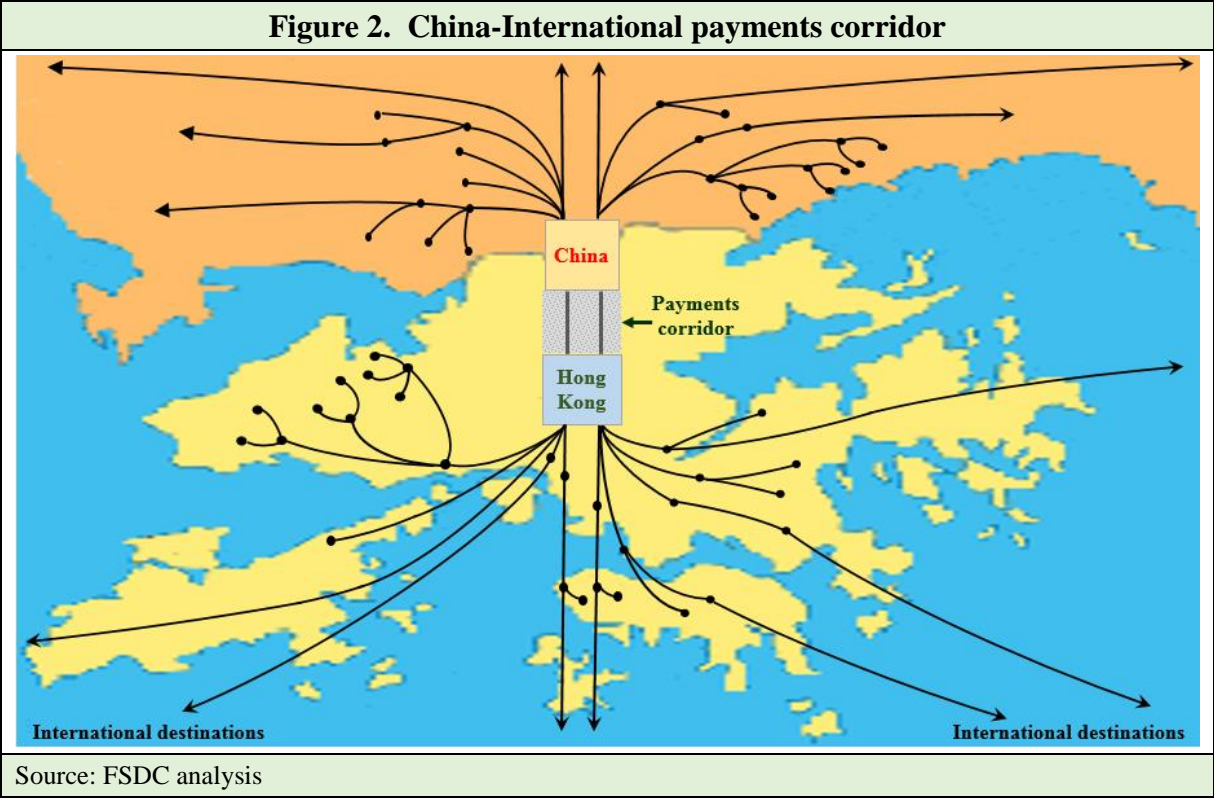 Figure 2. China-International payments corridor
China
Payments
corridor
Hong
Kong
International destinations
International destinations
Source: FSDC analysis